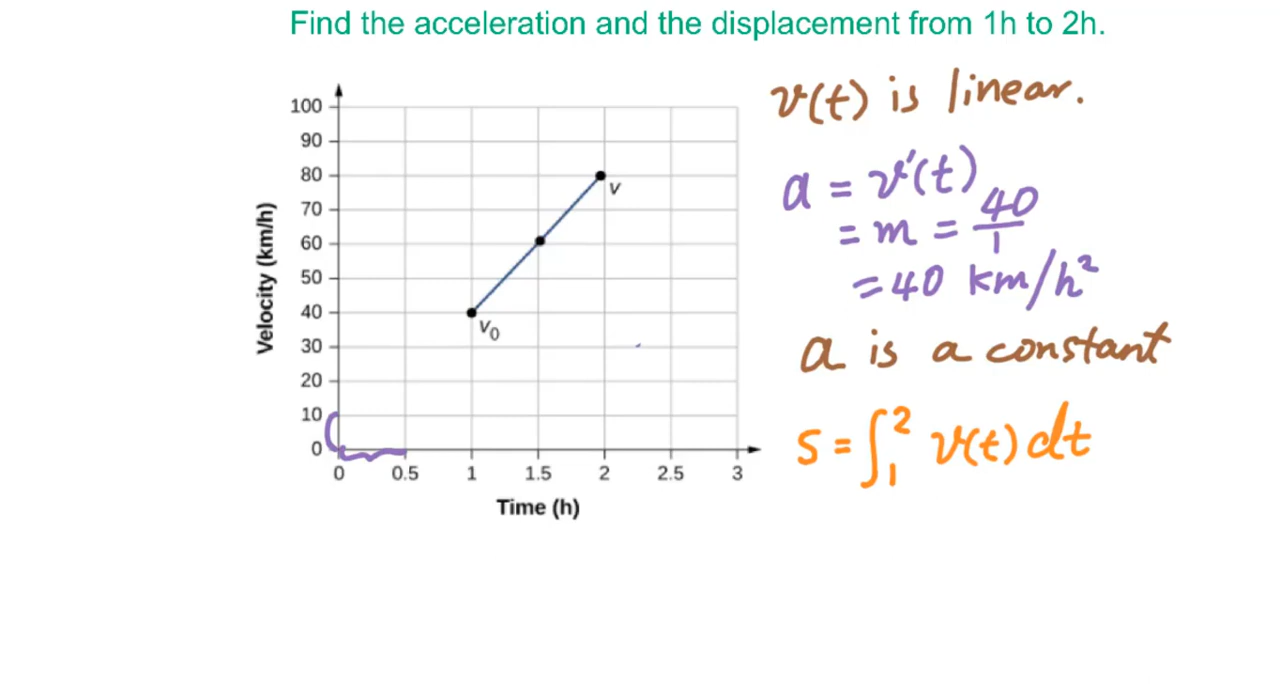 Find the acceleration and the displacement from 1h to 2h.
100
90
80
70
60
50
40
30
20
10
0
Velocity (km/h)
v
v₀
0 0.5 1 1.5 2 2.5 3
Time (h)
v(t) is linear.
a = v'(t)
= m = 40/1
= 40 km/h²
a is a constant
S = ∫₁² v(t) dt